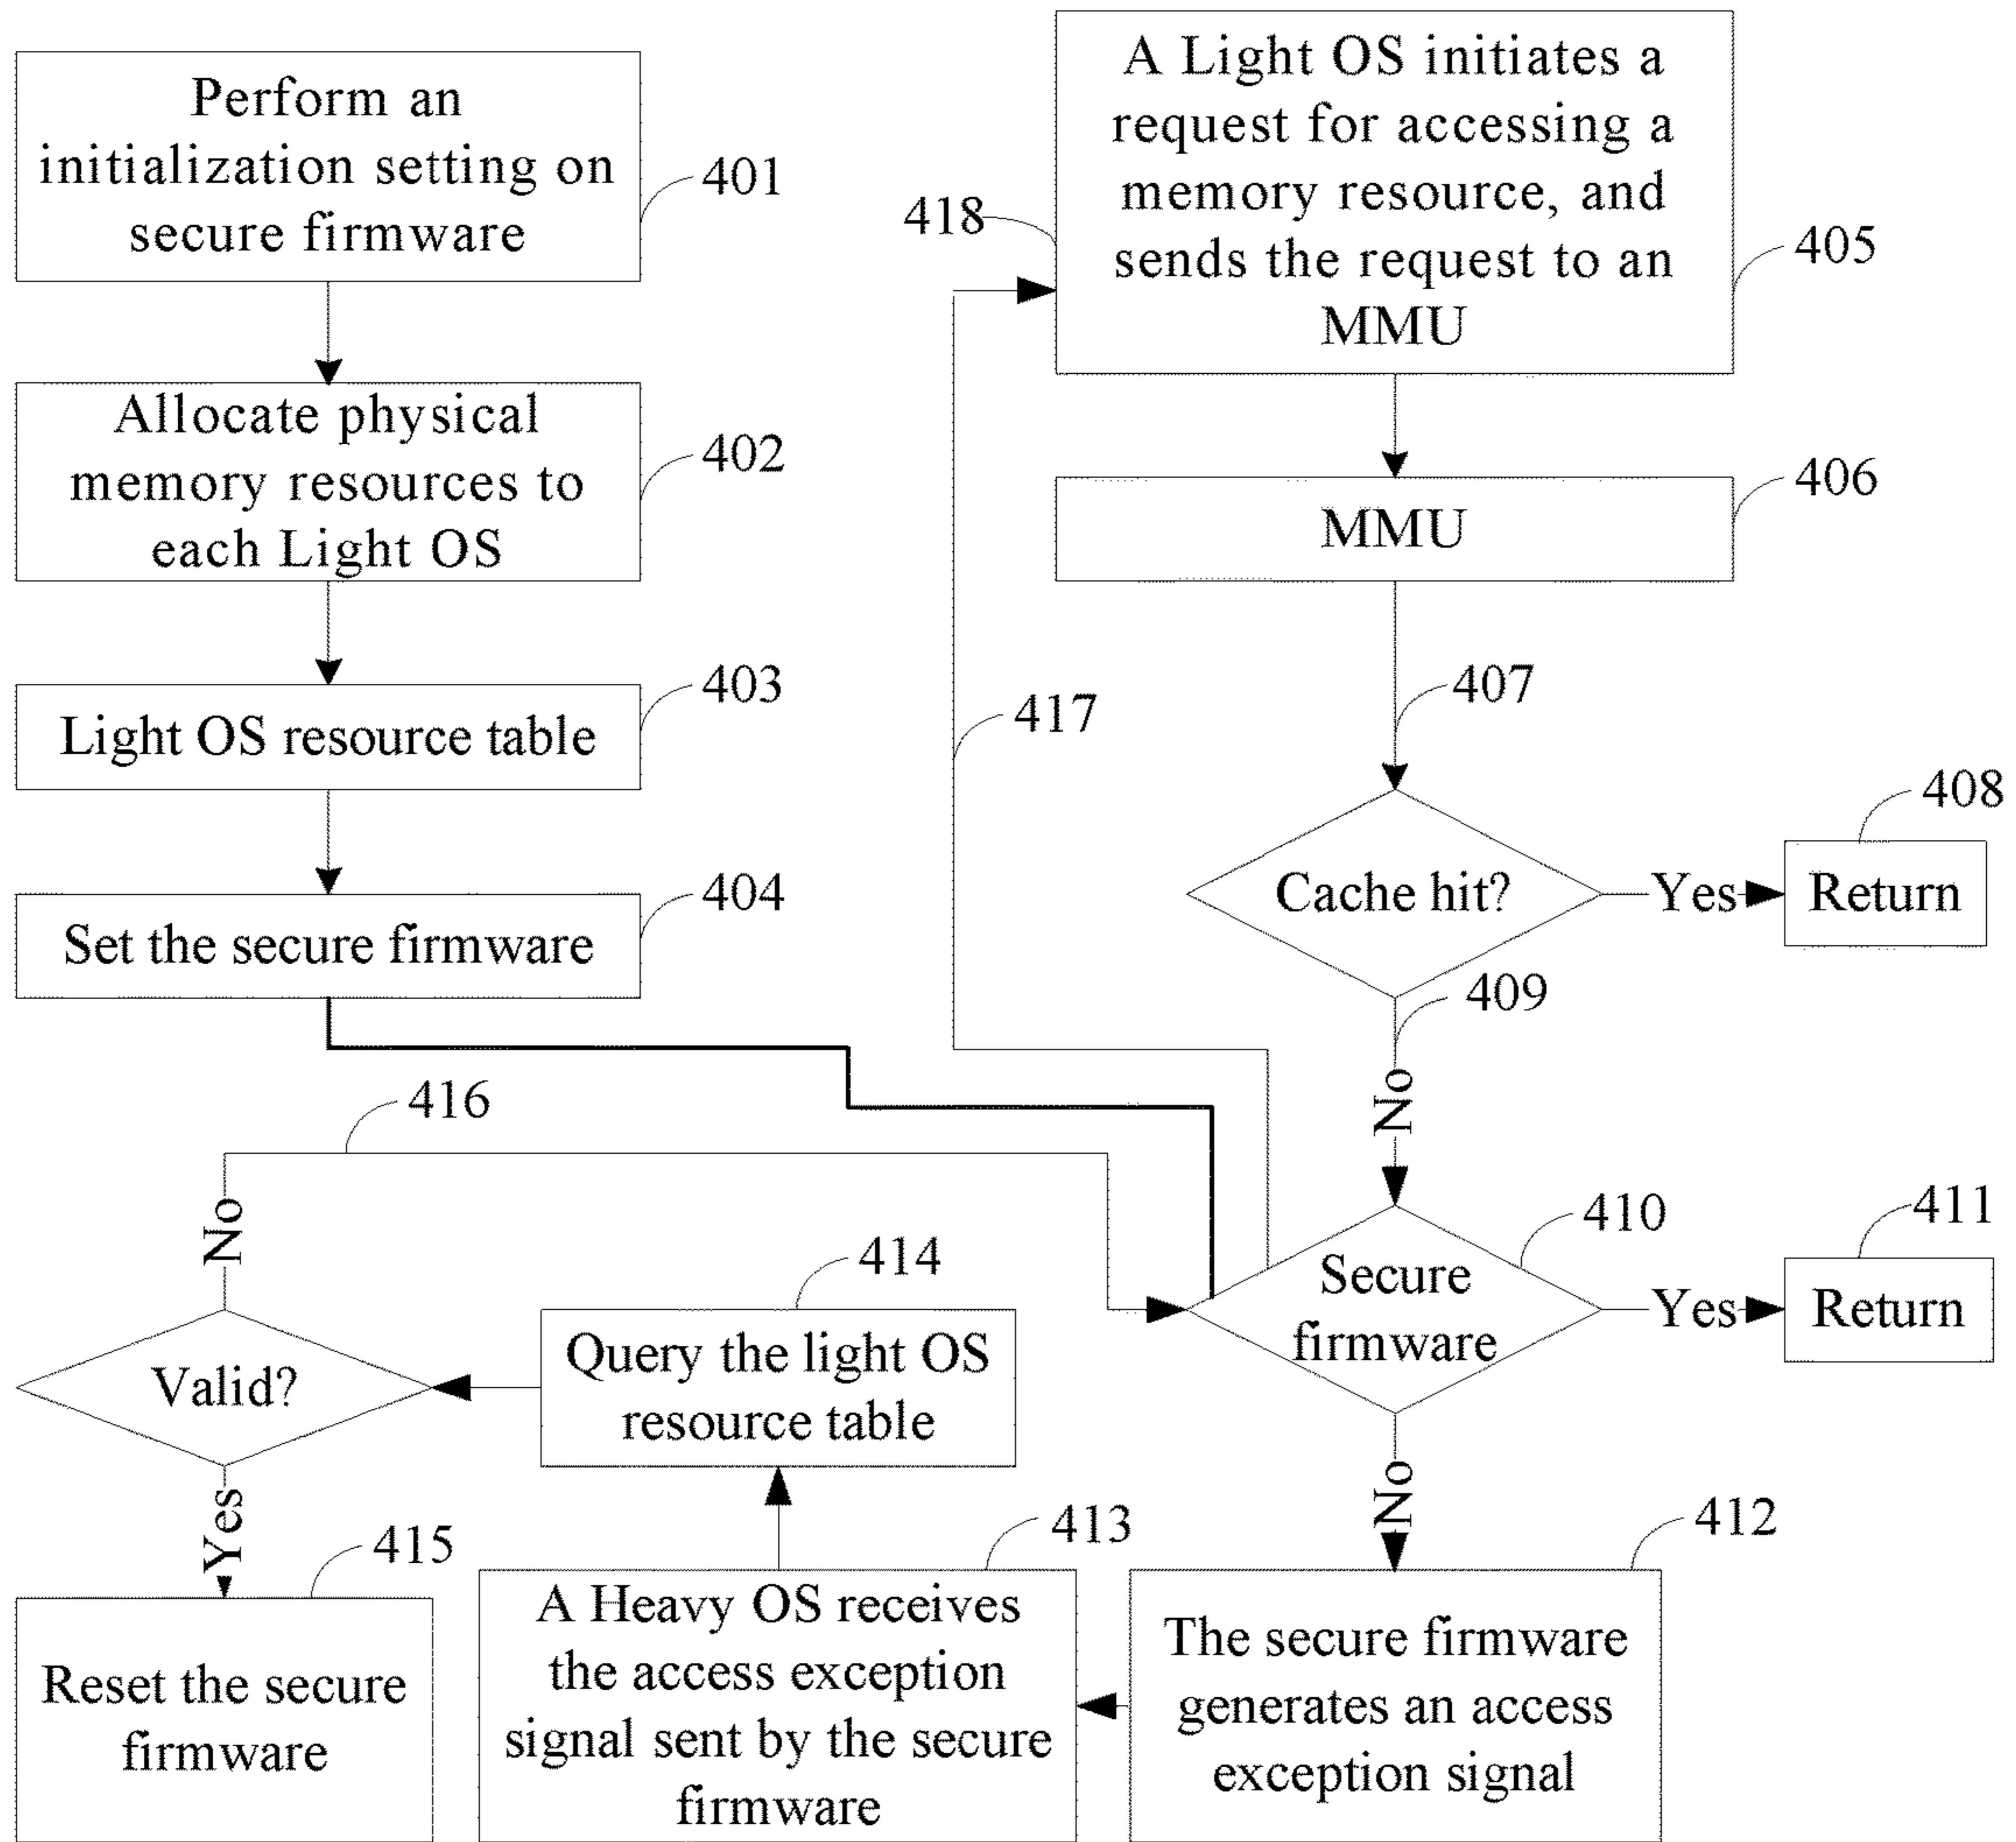 Perform an
initialization setting on
secure firmware
401
Allocate physical
memory resources to
each Light OS
402
Light OS resource table
403
Set the secure firmware
404
A Light OS initiates a
request for accessing a
memory resource, and
sends the request to an
MMU
405
418
MMU
406
407
417
Cache hit?
Yes
Return
408
409
No
416
Secure
firmware
410
Yes
Return
411
No
412
The secure firmware
generates an access
exception signal
413
A Heavy OS receives
the access exception
signal sent by the secure
firmware
414
Query the light OS
resource table
Valid?
No
Yes
415
Reset the secure
firmware